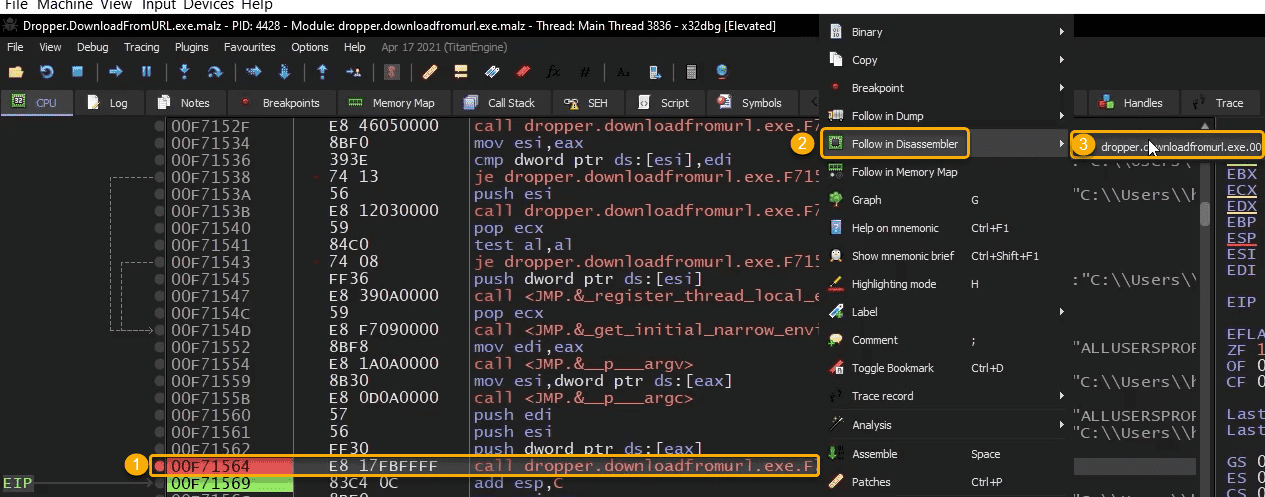 File Machine View Input Devices Help
Dropper.DownloadFromURL.exe.malz - PID: 4428 - Module: dropper.downloadfromurl.exe.malz - Thread: Main Thread 3836 - x32dbg [Elevated]
File View Debug Tracing Plugins Favourites Options Help Apr 17 2021 (TitanEngine)
CPU Log Notes Breakpoints Memory Map Call Stack SEH Script Symbols Handles Trace
00F7152F E8 46050000 call dropper.downloadfromurl.exe.F7
00F71534 8BF0 mov esi,eax
00F71536 393E cmp dword ptr ds:[esi],edi
00F71538 74 13 je dropper.downloadfromurl.exe.F715
00F7153A 56 push esi
00F7153B E8 12030000 call dropper.downloadfromurl.exe.F7
00F71540 59 pop ecx
00F71541 84C0 test al,al
00F71543 74 08 je dropper.downloadfromurl.exe.F715
00F71545 FF36 push dword ptr ds:[esi]
00F71547 E8 390A0000 call <JMP.&_register_thread_local_e
00F7154C 59 pop ecx
00F7154D E8 F7090000 call <JMP.&_get_initial_narrow_envi
00F71552 8BF8 mov edi,eax
00F71554 E8 1A0A0000 call <JMP.&__p___argv>
00F71559 8B30 mov esi,dword ptr ds:[eax]
00F7155B E8 0D0A0000 call <JMP.&__p___argc>
00F71560 57 push edi
00F71561 56 push esi
00F71562 FF30 push dword ptr ds:[eax]
1 00F71564 E8 17FBFFFF call dropper.downloadfromurl.exe.F
EIP 00F71569 83C4 0C add esp,C
Binary
Copy
Breakpoint
Follow in Dump
2 Follow in Disassembler
3 dropper.downloadfromurl.exe.00
Follow in Memory Map
Graph G
Help on mnemonic Ctrl+F1
Show mnemonic brief Ctrl+Shift+F1
Highlighting mode H
Label
Comment ;
Toggle Bookmark Ctrl+D
Trace record
Analysis
Assemble Space
Patches Ctrl+P
"C:\\Users\\h
:"C:\\Users\\
"ALLUSERSPROF
"C:\\Users\\h
"ALLUSERSPROF
"C:\\Users\\h
EBX
ECX
EDX
EBP
ESP
ESI
EDI
EIP
EFLA
ZF 1
OF 0
CF 0
Last
Last
GS 0
ES 0